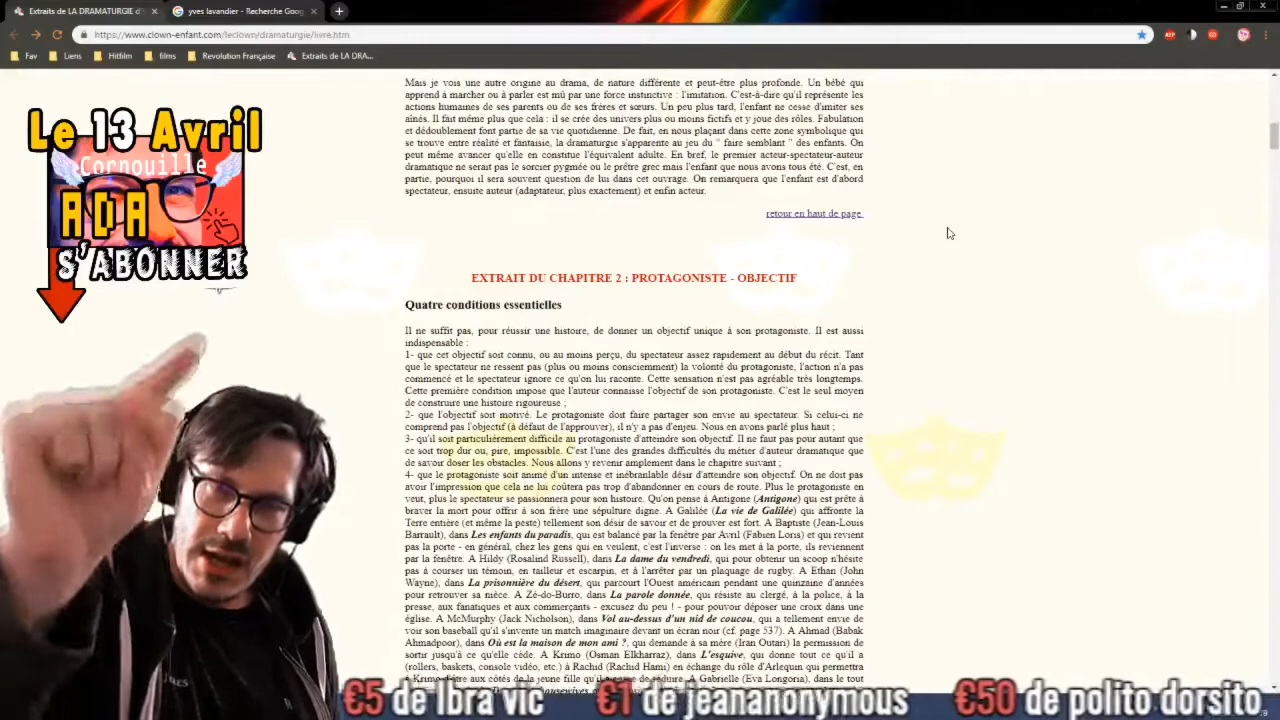 Extraits de LA DRAMATURGIE d
yves lavandier - Recherche Goog
https://www.clown-enfant.com/leclown/dramaturgie/livre.htm
Fav
Liens
Hitfilm
films
Revolution Française
Extraits de LA DRA...
Mais je vois une autre origine au drama, de nature différente et peut-être plus profonde. Un bébé qui
apprend à marcher ou à parler est mû par une force instinctive : l'imitation. C'est-à-dire qu'il représente les
actions humaines de ses parents ou de ses frères et sœurs. Un peu plus tard, l'enfant ne cesse d'imiter ses
aînés. Il fait même plus que cela : il se crée des univers plus ou moins fictifs et y joue des rôles. Fabulation
et dédoublement font partie de sa vie quotidienne. De fait, en nous plaçant dans cette zone symbolique qui
se trouve entre réalité et fantaisie, la dramaturgie s'apparente au jeu du " faire semblant " des enfants. On
peut même avancer qu'elle en constitue l'équivalent adulte. En bref, le premier acteur-spectateur-auteur
dramatique ne serait pas le sorcier pygmée ou le prêtre grec mais l'enfant que nous avons tous été. C'est, en
partie, pourquoi il sera souvent question de lui dans cet ouvrage. On remarquera que l'enfant est d'abord
spectateur, ensuite auteur (adaptateur, plus exactement) et enfin acteur.
retour en haut de page
EXTRAIT DU CHAPITRE 2 : PROTAGONISTE - OBJECTIF
Quatre conditions essentielles
Il ne suffit pas, pour réussir une histoire, de donner un objectif unique à son protagoniste. Il est aussi
indispensable :
1- que cet objectif soit connu, ou au moins perçu, du spectateur assez rapidement au début du récit. Tant
que le spectateur ne ressent pas (plus ou moins consciemment) la volonté du protagoniste, l'action n'a pas
commencé et le spectateur ignore ce qu'on lui raconte. Cette sensation n'est pas agréable très longtemps.
Cette première condition impose que l'auteur connaisse l'objectif de son protagoniste. C'est le seul moyen
de construire une histoire rigoureuse ;
2- que l'objectif soit motivé. Le protagoniste doit faire partager son envie au spectateur. Si celui-ci ne
comprend pas l'objectif (à défaut de l'approuver), il n'y a pas d'enjeu. Nous en avons parlé plus haut ;
3- qu'il soit particulièrement difficile au protagoniste d'atteindre son objectif. Il ne faut pas pour autant que
ce soit trop dur ou, pire, impossible. C'est l'une des grandes difficultés du métier d'auteur dramatique que
de savoir doser les obstacles. Nous allons y revenir amplement dans le chapitre suivant ;
4- que le protagoniste soit animé d'un intense et inébranlable désir d'atteindre son objectif. On ne doit pas
avoir l'impression que cela ne lui coûtera pas trop d'abandonner en cours de route. Plus le protagoniste en
veut, plus le spectateur se passionnera pour son histoire. Qu'on pense à Antigone (Antigone) qui est prête à
braver la mort pour offrir à son frère une sépulture digne. A Galilée (La vie de Galilée) qui affronte la
Terre entière (et même la peste) tellement son désir de savoir et de prouver est fort. A Baptiste (Jean-Louis
Barrault), dans Les enfants du paradis, qui est balancé par la fenêtre par Avril (Fabien Loris) et qui revient
pas la porte - en général, chez les gens qui en veulent, c'est l'inverse : on les met à la porte, ils reviennent
par la fenêtre. A Hildy (Rosalind Russell), dans La dame du vendredi, qui pour obtenir un scoop n'hésite
pas à courser un témoin, en tailleur et escarpin, et à l'arrêter par un plaquage de rugby. A Ethan (John
Wayne), dans La prisonnière du désert, qui parcourt l'Ouest américain pendant une quinzaine d'années
pour retrouver sa nièce. A Zé-do-Burro, dans La parole donnée, qui résiste au clergé, à la police, à la
presse, aux fanatiques et aux commerçants - excusez du peu ! - pour pouvoir déposer une croix dans une
église. A McMurphy (Jack Nicholson), dans Vol au-dessus d'un nid de coucou, qui a tellement envie de
voir son baseball qu'il s'invente un match imaginaire devant un écran noir (cf. page 537). A Ahmad (Babak
Ahmadpoor), dans Où est la maison de mon ami ?, qui demande à sa mère (Iran Outari) la permission de
sortir jusqu'à ce qu'elle cède. A Krimo (Osman Elkharraz), dans L'esquive, qui donne tout ce qu'il a
(rollers, baskets, console vidéo, etc.) à Rachid (Rachid Hami) en échange du rôle d'Arlequin qui permettra
à Krimo d'être aux côtés de la jeune fille qu'il a envie de séduire. A Gabrielle (Eva Longoria), dans le tout
Le 13 Avril
Cornouille
ADA
S'ABONNER
€5 de ibra vic €1 de jeananonymous €50 de polito dorsito